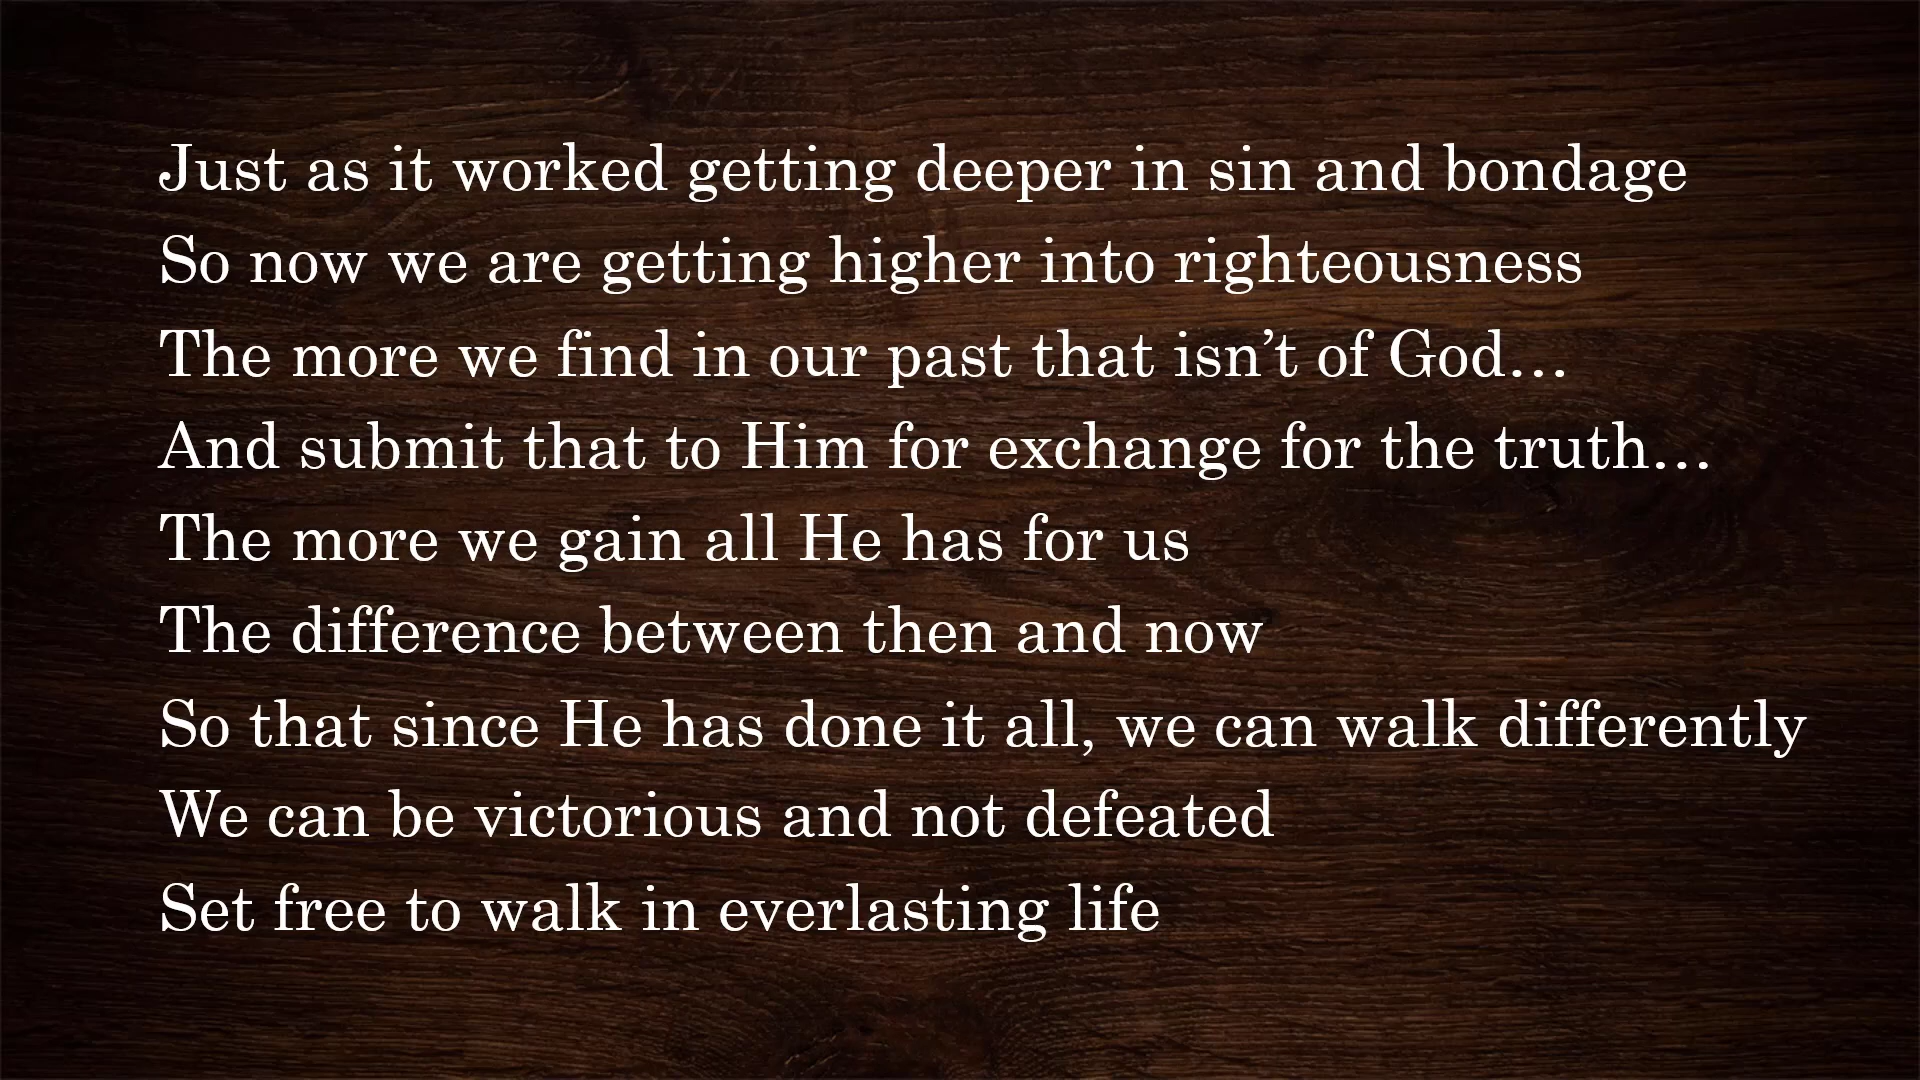 Just as it worked getting deeper in sin and bondage
So now we are getting higher into righteousness
The more we find in our past that isn’t of God…
And submit that to Him for exchange for the truth…
The more we gain all He has for us
The difference between then and now
So that since He has done it all, we can walk differently
We can be victorious and not defeated
Set free to walk in everlasting life